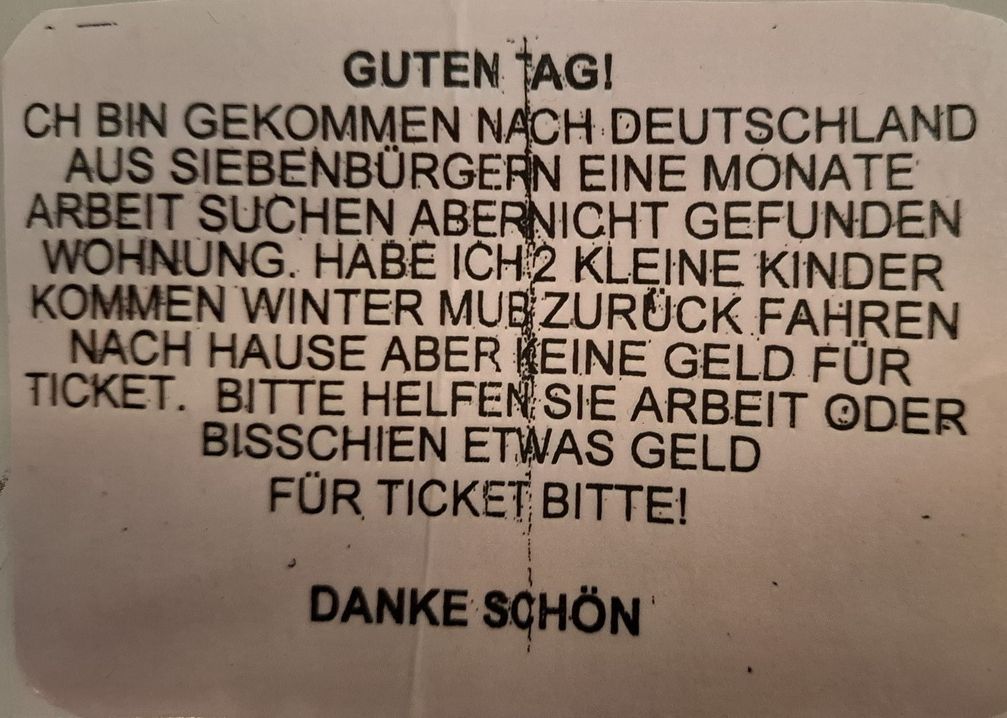 GUTEN TAG!
CH BIN GEKOMMEN NACH DEUTSCHLAND
AUS SIEBENBÜRGERN EINE MONATE
ARBEIT SUCHEN ABER NICHT GEFUNDEN
WOHNUNG. HABE ICH 2 KLEINE KINDER
KOMMEN WINTER MUß ZURÜCK FAHREN
NACH HAUSE ABER KEINE GELD FÜR
TICKET. BITTE HELFEN SIE ARBEIT ODER
BISSCHIEN ETWAS GELD
FÜR TICKET BITTE!
DANKE SCHÖN